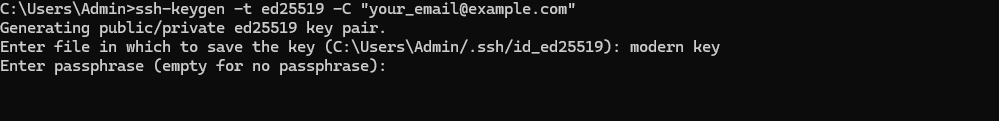 C:\Users\Admin>ssh-keygen -t ed25519 -C "your_email@example.com"
Generating public/private ed25519 key pair.
Enter file in which to save the key (C:\Users\Admin/.ssh/id_ed25519): modern key
Enter passphrase (empty for no passphrase):